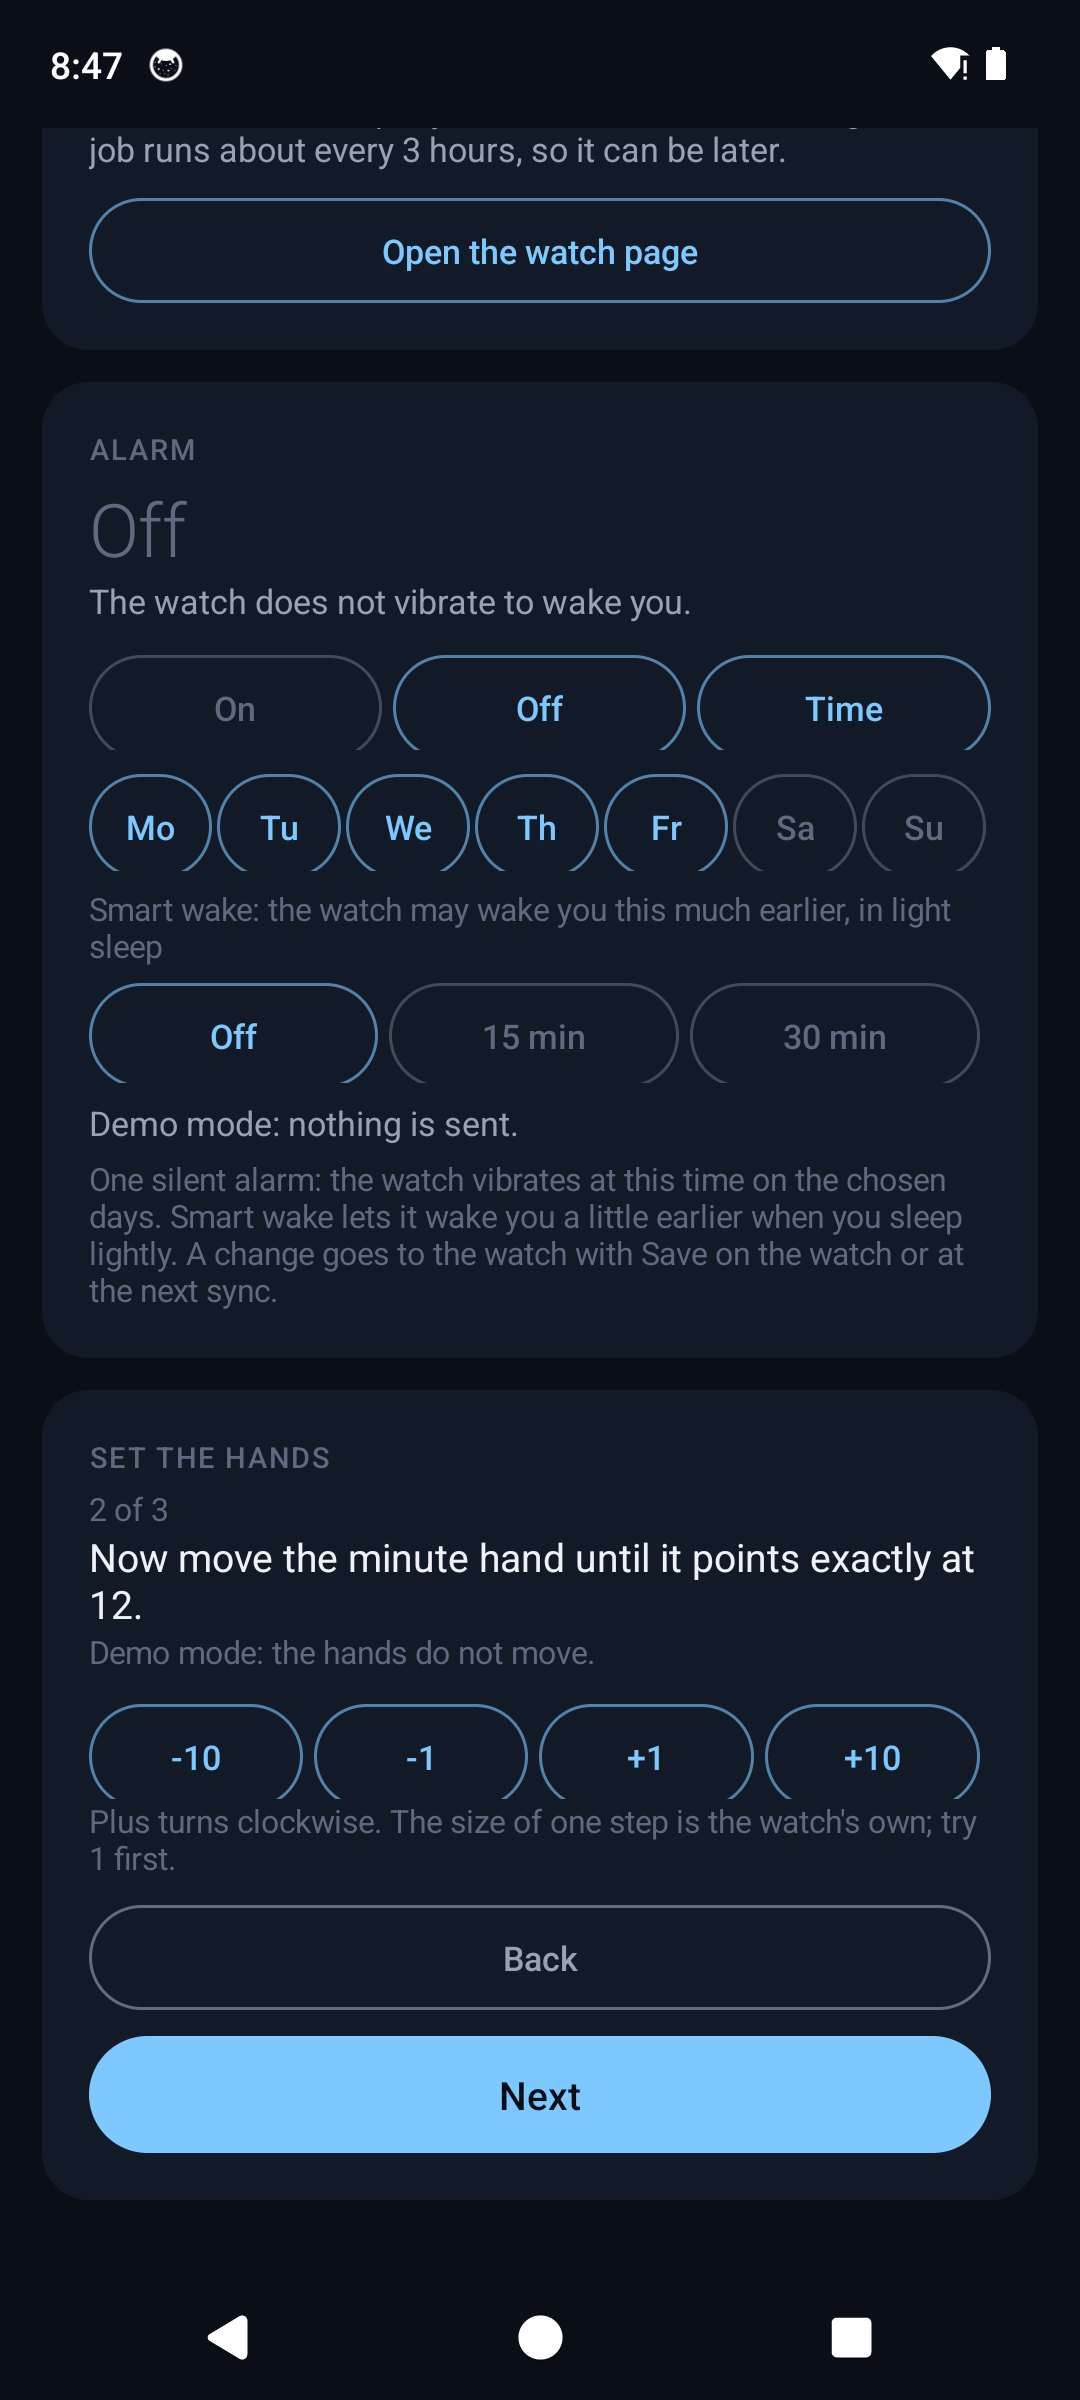 8:47
job runs about every 3 hours, so it can be later.
Open the watch page
ALARM
Off
The watch does not vibrate to wake you.
On Off Time
Mo Tu We Th Fr Sa Su
Smart wake: the watch may wake you this much earlier, in light
sleep
Off 15 min 30 min
Demo mode: nothing is sent.
One silent alarm: the watch vibrates at this time on the chosen
days. Smart wake lets it wake you a little earlier when you sleep
lightly. A change goes to the watch with Save on the watch or at
the next sync.
SET THE HANDS
2 of 3
Now move the minute hand until it points exactly at
12.
Demo mode: the hands do not move.
-10 -1 +1 +10
Plus turns clockwise. The size of one step is the watch's own; try
1 first.
Back
Next